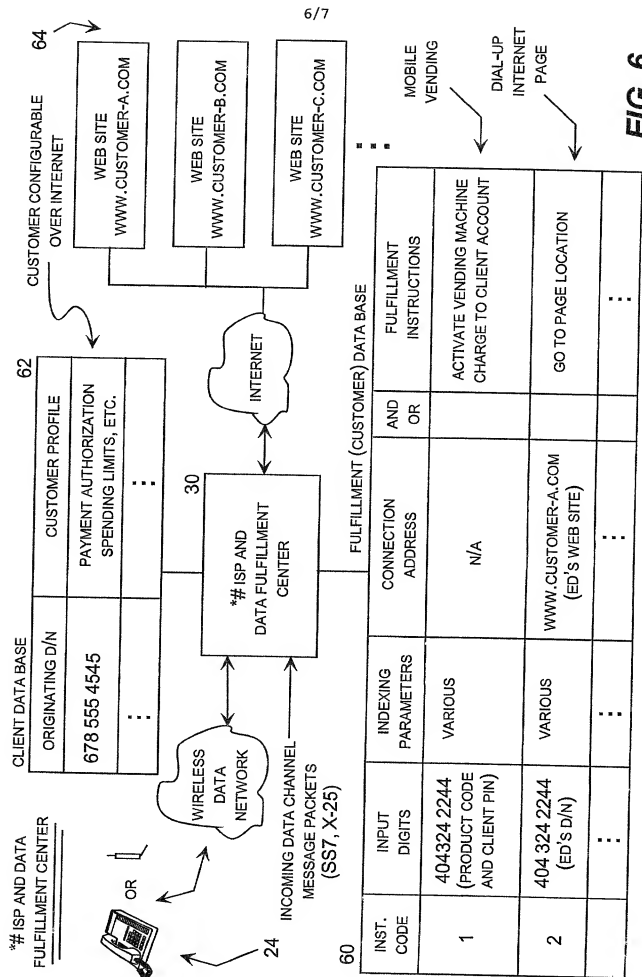 6/7
*# ISP AND DATA
FULFILLMENT CENTER
OR
24
WIRELESS
DATA
NETWORK
INCOMING DATA CHANNEL
MESSAGE PACKETS
(SS7, X-25)
CLIENT DATA BASE
62
ORIGINATING D/N
CUSTOMER PROFILE
678 555 4545
PAYMENT AUTHORIZATION
SPENDING LIMITS, ETC.
CUSTOMER CONFIGURABLE
OVER INTERNET
30
*# ISP AND
DATA FULFILLMENT
CENTER
INTERNET
64
WEB SITE
WWW.CUSTOMER-A.COM
WEB SITE
WWW.CUSTOMER-B.COM
WEB SITE
WWW.CUSTOMER-C.COM
60
FULFILLMENT (CUSTOMER) DATA BASE
INST.
CODE
INPUT
DIGITS
INDEXING
PARAMETERS
CONNECTION
ADDRESS
AND
OR
FULFILLMENT
INSTRUCTIONS
1
404 324 2244
(PRODUCT CODE
AND CLIENT PIN)
VARIOUS
N/A
ACTIVATE VENDING MACHINE
CHARGE TO CLIENT ACCOUNT
MOBILE
VENDING
2
404 324 2244
(ED'S D/N)
VARIOUS
WWW.CUSTOMER-A.COM
(ED'S WEB SITE)
GO TO PAGE LOCATION
DIAL-UP
INTERNET
PAGE
FIG. 6